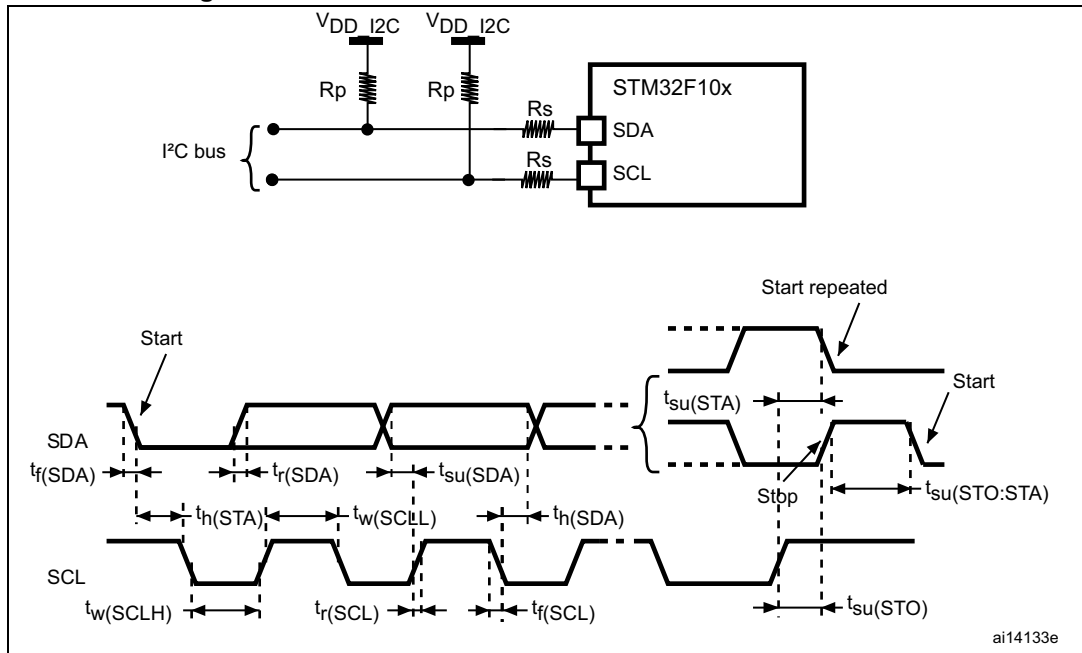 VDD_I2C VDD_I2C
Rp Rp
STM32F10x
Rs
SDA
I²C bus
Rs
SCL
Start repeated
Start
Start
tsu(STA)
SDA
tf(SDA) tr(SDA) tsu(SDA)
Stop
tsu(STO:STA)
th(STA) tw(SCLL) th(SDA)
SCL
tw(SCLH) tr(SCL) tf(SCL) tsu(STO)
ai14133e